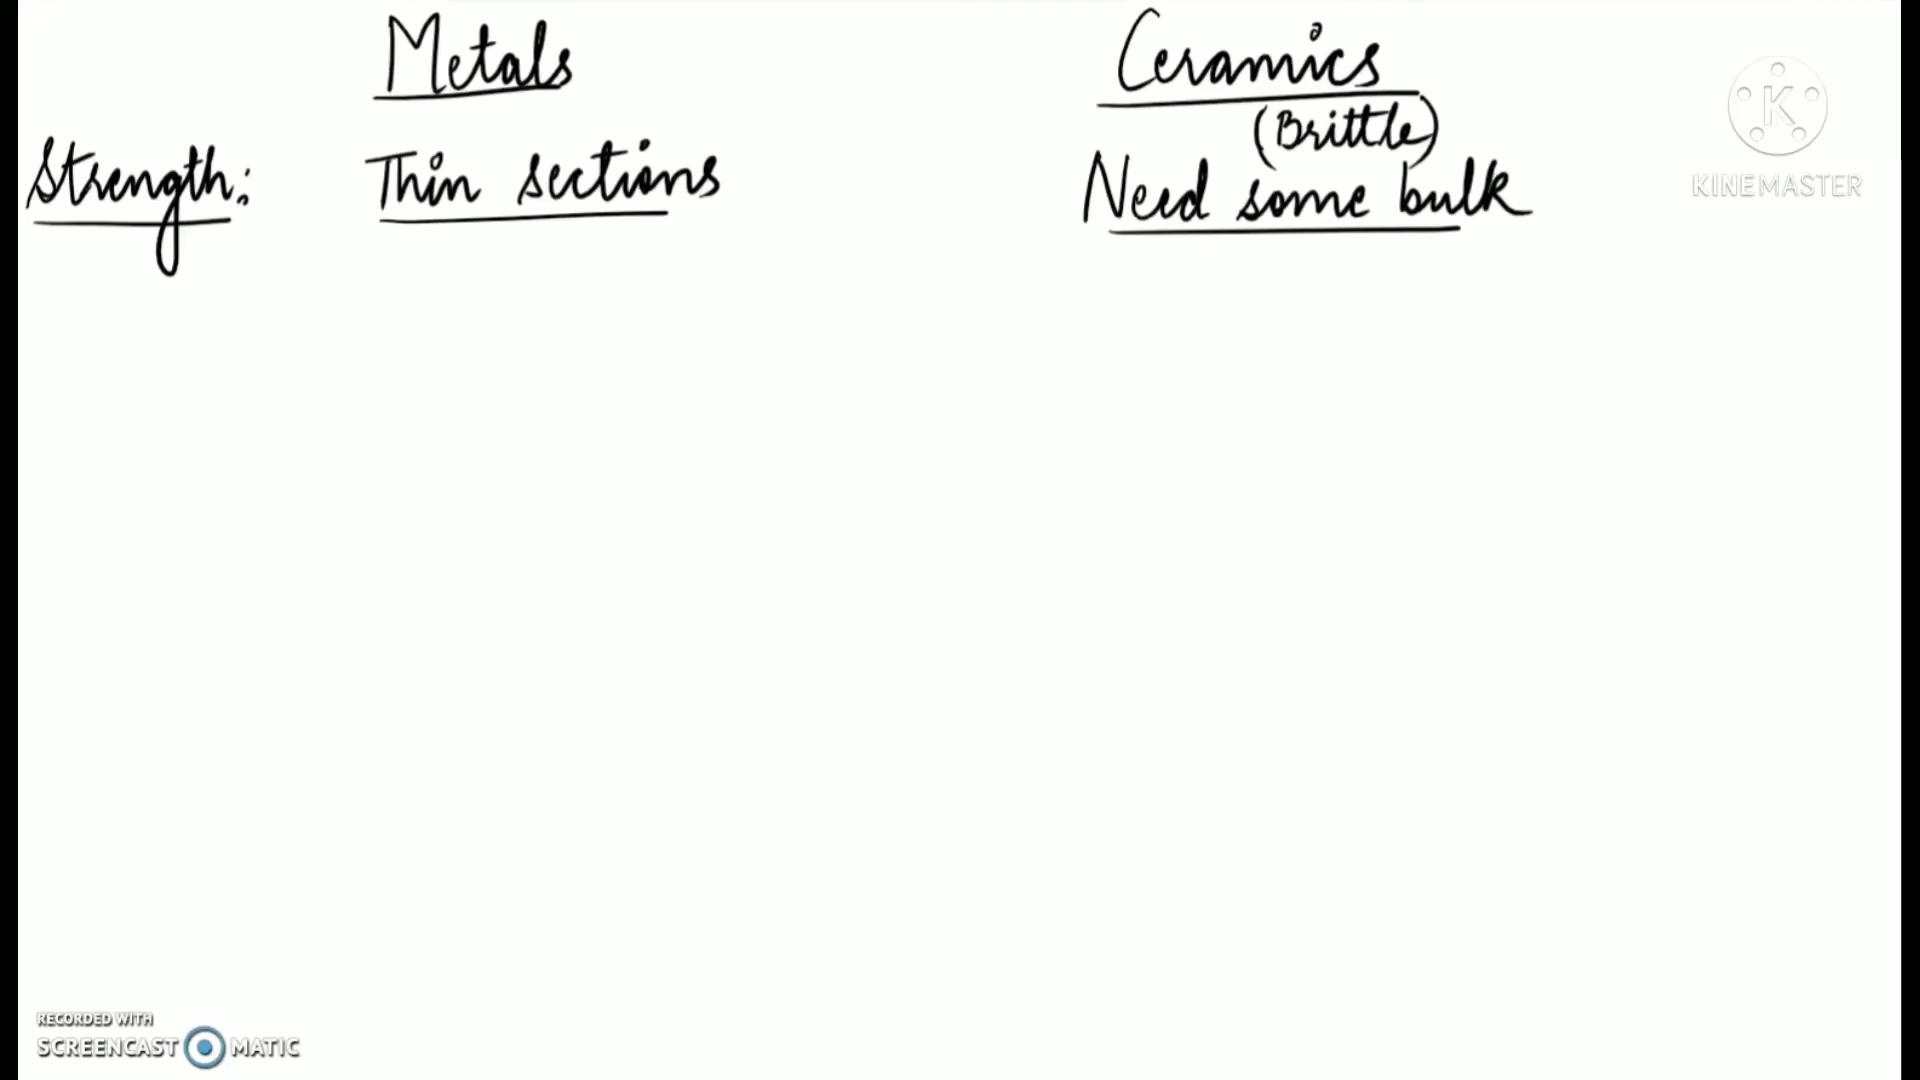 Metals Ceramics
(Brittle)
Strength: Thin sections Need some bulk
K
KINEMASTER
RECORDED WITH
SCREENCAST MATIC